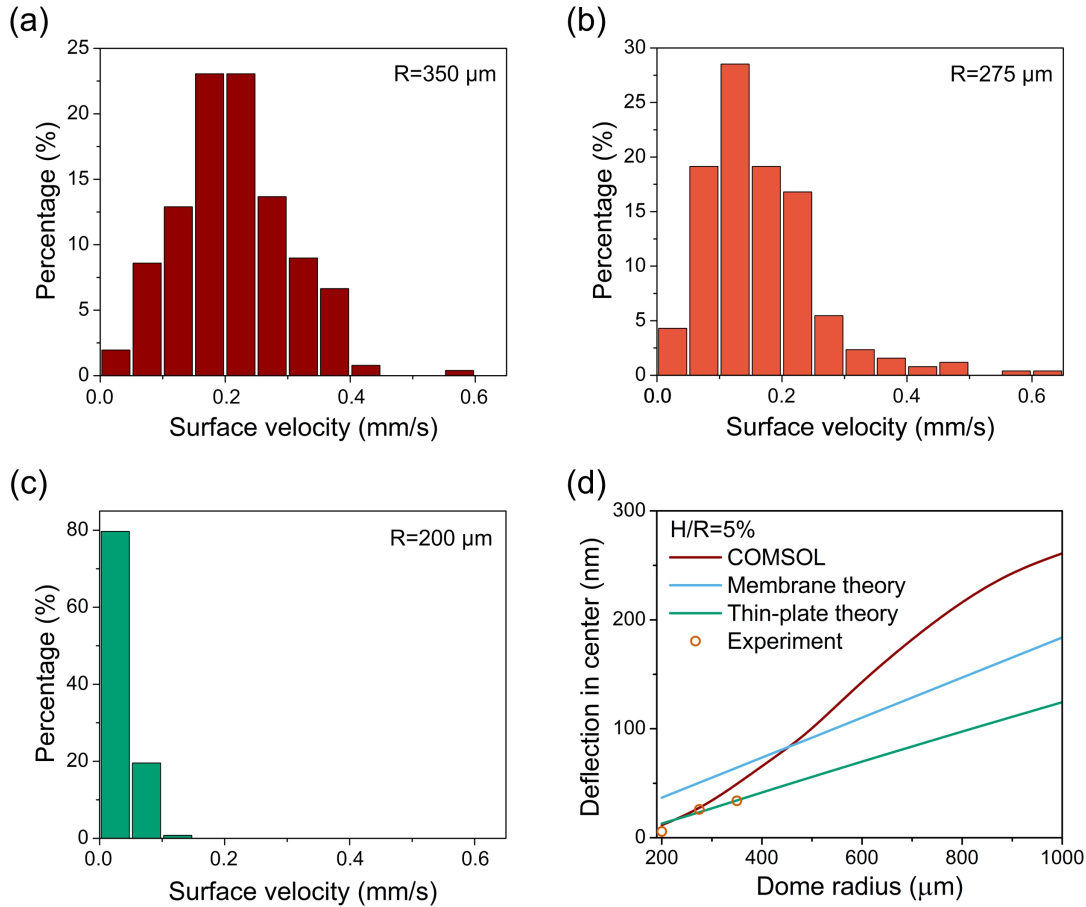 (a)
25
20
15
10
5
0
Percentage (%)
R=350 μm
0.0 0.2 0.4 0.6
Surface velocity (mm/s)
(b)
30
25
20
15
10
5
0
Percentage (%)
R=275 μm
0.0 0.2 0.4 0.6
Surface velocity (mm/s)
(c)
80
60
40
20
0
Percentage (%)
R=200 μm
0.0 0.2 0.4 0.6
Surface velocity (mm/s)
(d)
300
200
100
0
Deflection in center (nm)
H/R=5%
COMSOL
Membrane theory
Thin-plate theory
Experiment
200 400 600 800 1000
Dome radius (μm)